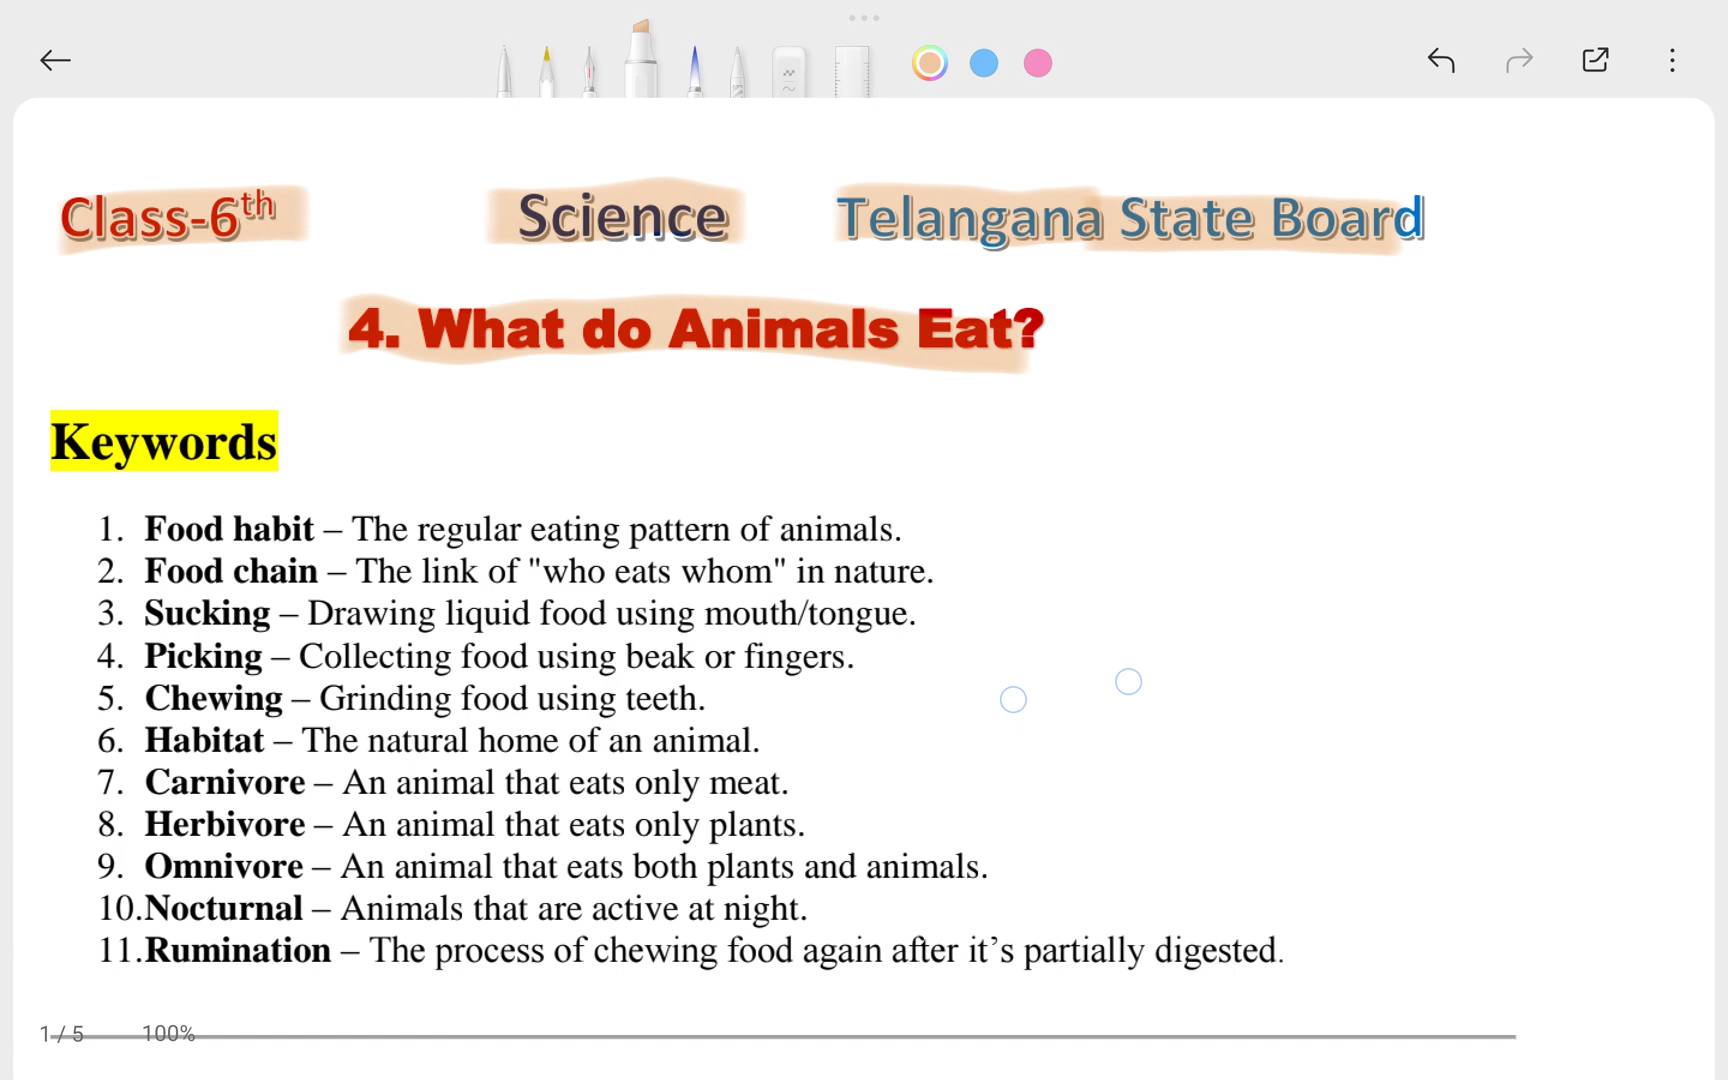 Class-6th Science Telangana State Board
4. What do Animals Eat?
Keywords
1. Food habit – The regular eating pattern of animals.
2. Food chain – The link of "who eats whom" in nature.
3. Sucking – Drawing liquid food using mouth/tongue.
4. Picking – Collecting food using beak or fingers.
5. Chewing – Grinding food using teeth.
6. Habitat – The natural home of an animal.
7. Carnivore – An animal that eats only meat.
8. Herbivore – An animal that eats only plants.
9. Omnivore – An animal that eats both plants and animals.
10.Nocturnal – Animals that are active at night.
11.Rumination – The process of chewing food again after it’s partially digested.
1 / 5 100%